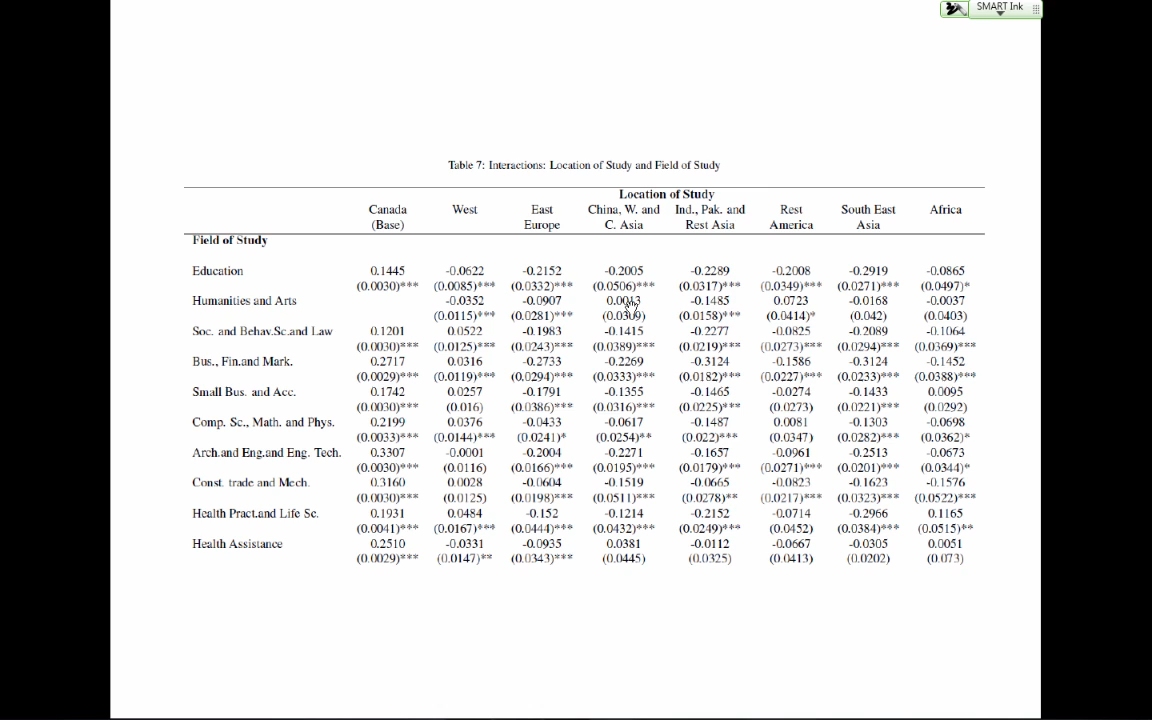 SMART Ink
Table 7: Interactions: Location of Study and Field of Study
Location of Study
Canada West East China, W. and Ind., Pak. and Rest South East Africa
(Base) Europe C. Asia Rest Asia America Asia
Field of Study
Education 0.1445 -0.0622 -0.2152 -0.2005 -0.2289 -0.2008 -0.2919 -0.0865
(0.0030)*** (0.0085)*** (0.0332)*** (0.0506)*** (0.0317)*** (0.0349)*** (0.0271)*** (0.0497)*
Humanities and Arts -0.0352 -0.0907 0.0013 -0.1485 0.0723 -0.0168 -0.0037
(0.0115)*** (0.0281)*** (0.0309) (0.0158)*** (0.0414)* (0.042) (0.0403)
Soc. and Behav.Sc.and Law 0.1201 0.0522 -0.1983 -0.1415 -0.2277 -0.0825 -0.2089 -0.1064
(0.0030)*** (0.0125)*** (0.0243)*** (0.0389)*** (0.0219)*** (0.0273)*** (0.0294)*** (0.0369)***
Bus., Fin.and Mark. 0.2717 0.0316 -0.2733 -0.2269 -0.3124 -0.1586 -0.3124 -0.1452
(0.0029)*** (0.0119)*** (0.0294)*** (0.0333)*** (0.0182)*** (0.0227)*** (0.0233)*** (0.0388)***
Small Bus. and Acc. 0.1742 0.0257 -0.1791 -0.1355 -0.1465 -0.0274 -0.1433 0.0095
(0.0030)*** (0.016) (0.0386)*** (0.0316)*** (0.0225)*** (0.0273) (0.0221)*** (0.0292)
Comp. Sc., Math. and Phys. 0.2199 0.0376 -0.0433 -0.0617 -0.1487 0.0081 -0.1303 -0.0698
(0.0033)*** (0.0144)*** (0.0241)* (0.0254)** (0.022)*** (0.0347) (0.0282)*** (0.0362)*
Arch.and Eng.and Eng. Tech. 0.3307 -0.0001 -0.2004 -0.2271 -0.1657 -0.0961 -0.2513 -0.0673
(0.0030)*** (0.0116) (0.0166)*** (0.0195)*** (0.0179)*** (0.0271)*** (0.0201)*** (0.0344)*
Const. trade and Mech. 0.3160 0.0028 -0.0604 -0.1519 -0.0665 -0.0823 -0.1623 -0.1576
(0.0030)*** (0.0125) (0.0198)*** (0.0511)*** (0.0278)** (0.0217)*** (0.0323)*** (0.0522)***
Health Pract.and Life Sc. 0.1931 0.0484 -0.152 -0.1214 -0.2152 -0.0714 -0.2966 0.1165
(0.0041)*** (0.0167)*** (0.0444)*** (0.0432)*** (0.0249)*** (0.0452) (0.0384)*** (0.0515)**
Health Assistance 0.2510 -0.0331 -0.0935 0.0381 -0.0112 -0.0667 -0.0305 0.0051
(0.0029)*** (0.0147)** (0.0343)*** (0.0445) (0.0325) (0.0413) (0.0202) (0.073)